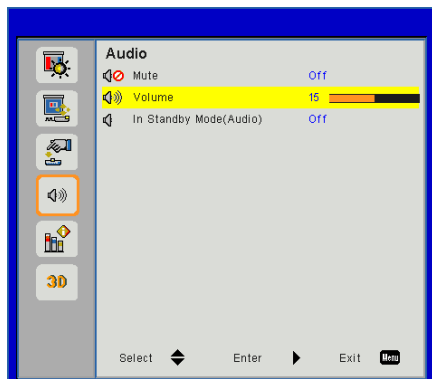 Audio
Mute Off
Volume 15
In Standby Mode(Audio) Off
3D
Select Enter Exit Menu